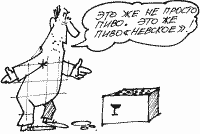 ЭТО ЖЕ НЕ ПРОСТО
ПИВО. ЭТО ЖЕ
ПИВО «НЕВСКОЕ».